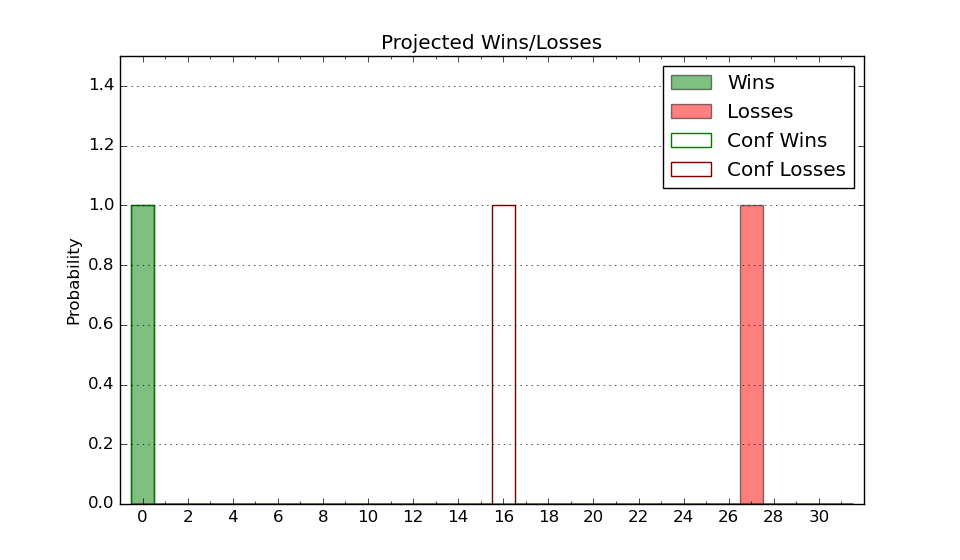 Projected Wins/Losses
Wins
Losses
Conf Wins
Conf Losses
Probability
1.4
1.2
1.0
0.8
0.6
0.4
0.2
0.0
0 2 4 6 8 10 12 14 16 18 20 22 24 26 28 30